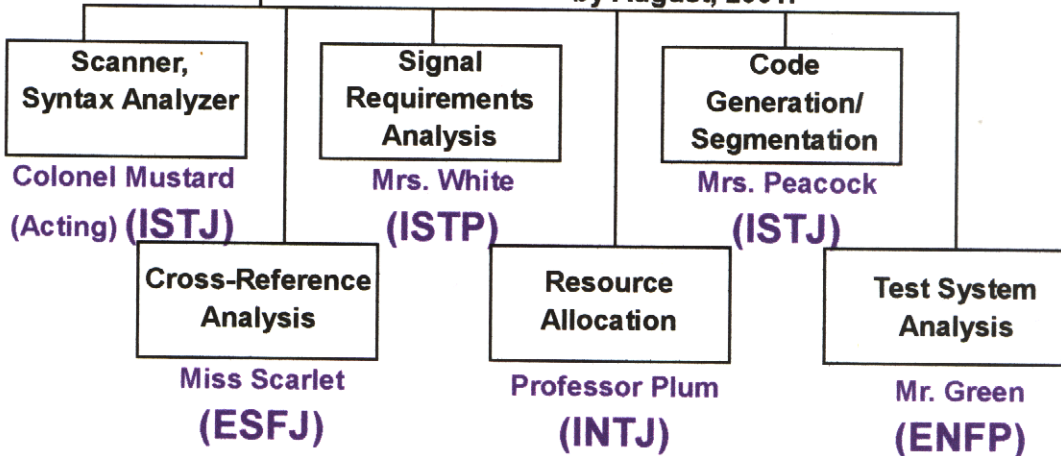 Scanner,
Syntax Analyzer
Colonel Mustard
(Acting) (ISTJ)
Signal
Requirements
Analysis
Mrs. White
(ISTP)
Code
Generation/
Segmentation
Mrs. Peacock
(ISTJ)
Cross-Reference
Analysis
Miss Scarlet
(ESFJ)
Resource
Allocation
Professor Plum
(INTJ)
Test System
Analysis
Mr. Green
(ENFP)